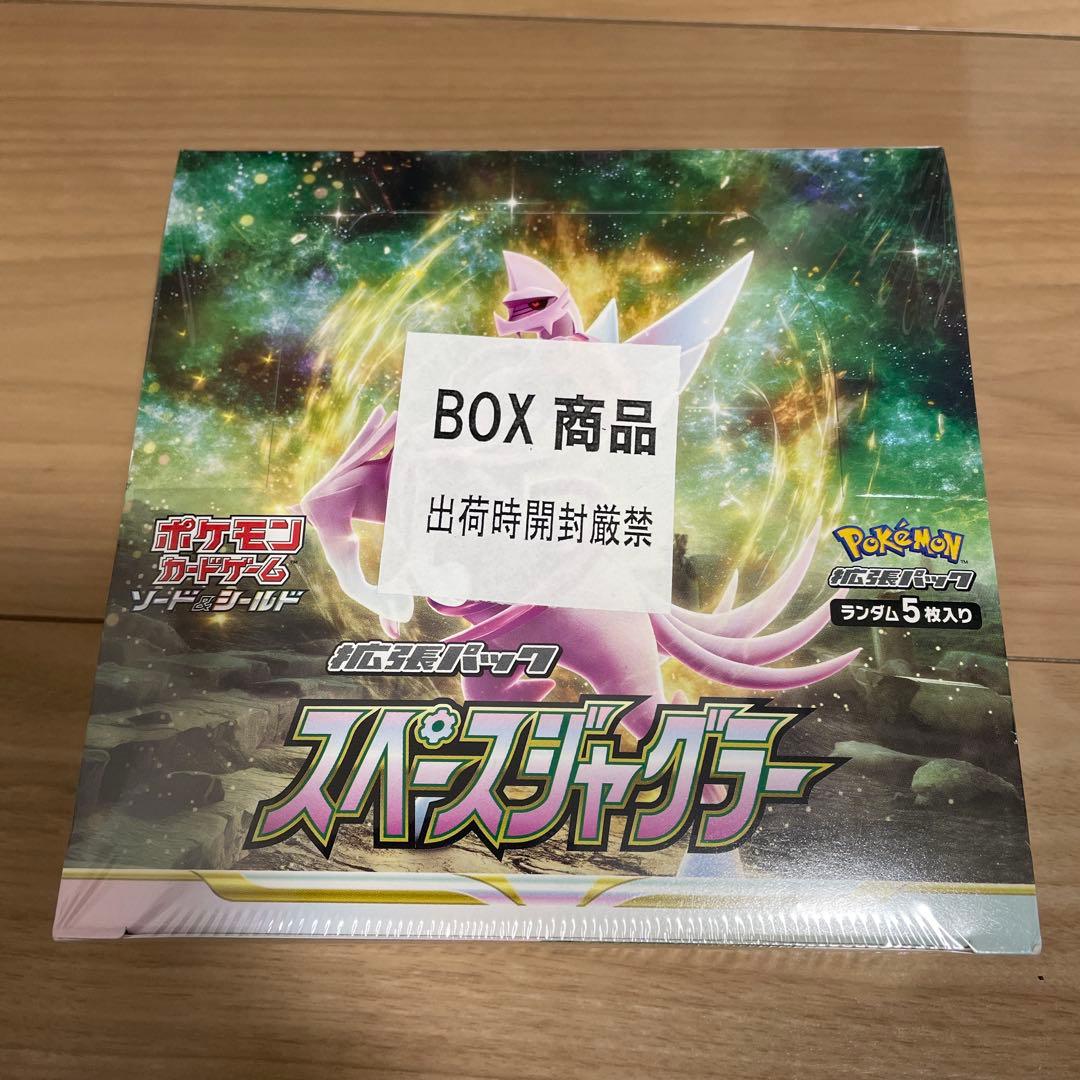 BOX 商品
出荷時開封厳禁
ポケモン
カードゲーム
ソード&シールド
Pokémon
拡張パック
ランダム5枚入り
拡張パック
スペースジャグラー